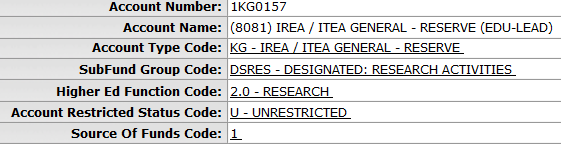 Account Number: 1KG0157
Account Name: (8081) IREA / ITEA GENERAL - RESERVE (EDU-LEAD)
Account Type Code: KG - IREA / ITEA GENERAL - RESERVE
SubFund Group Code: DSRES - DESIGNATED: RESEARCH ACTIVITIES
Higher Ed Function Code: 2.0 - RESEARCH
Account Restricted Status Code: U - UNRESTRICTED
Source Of Funds Code: 1